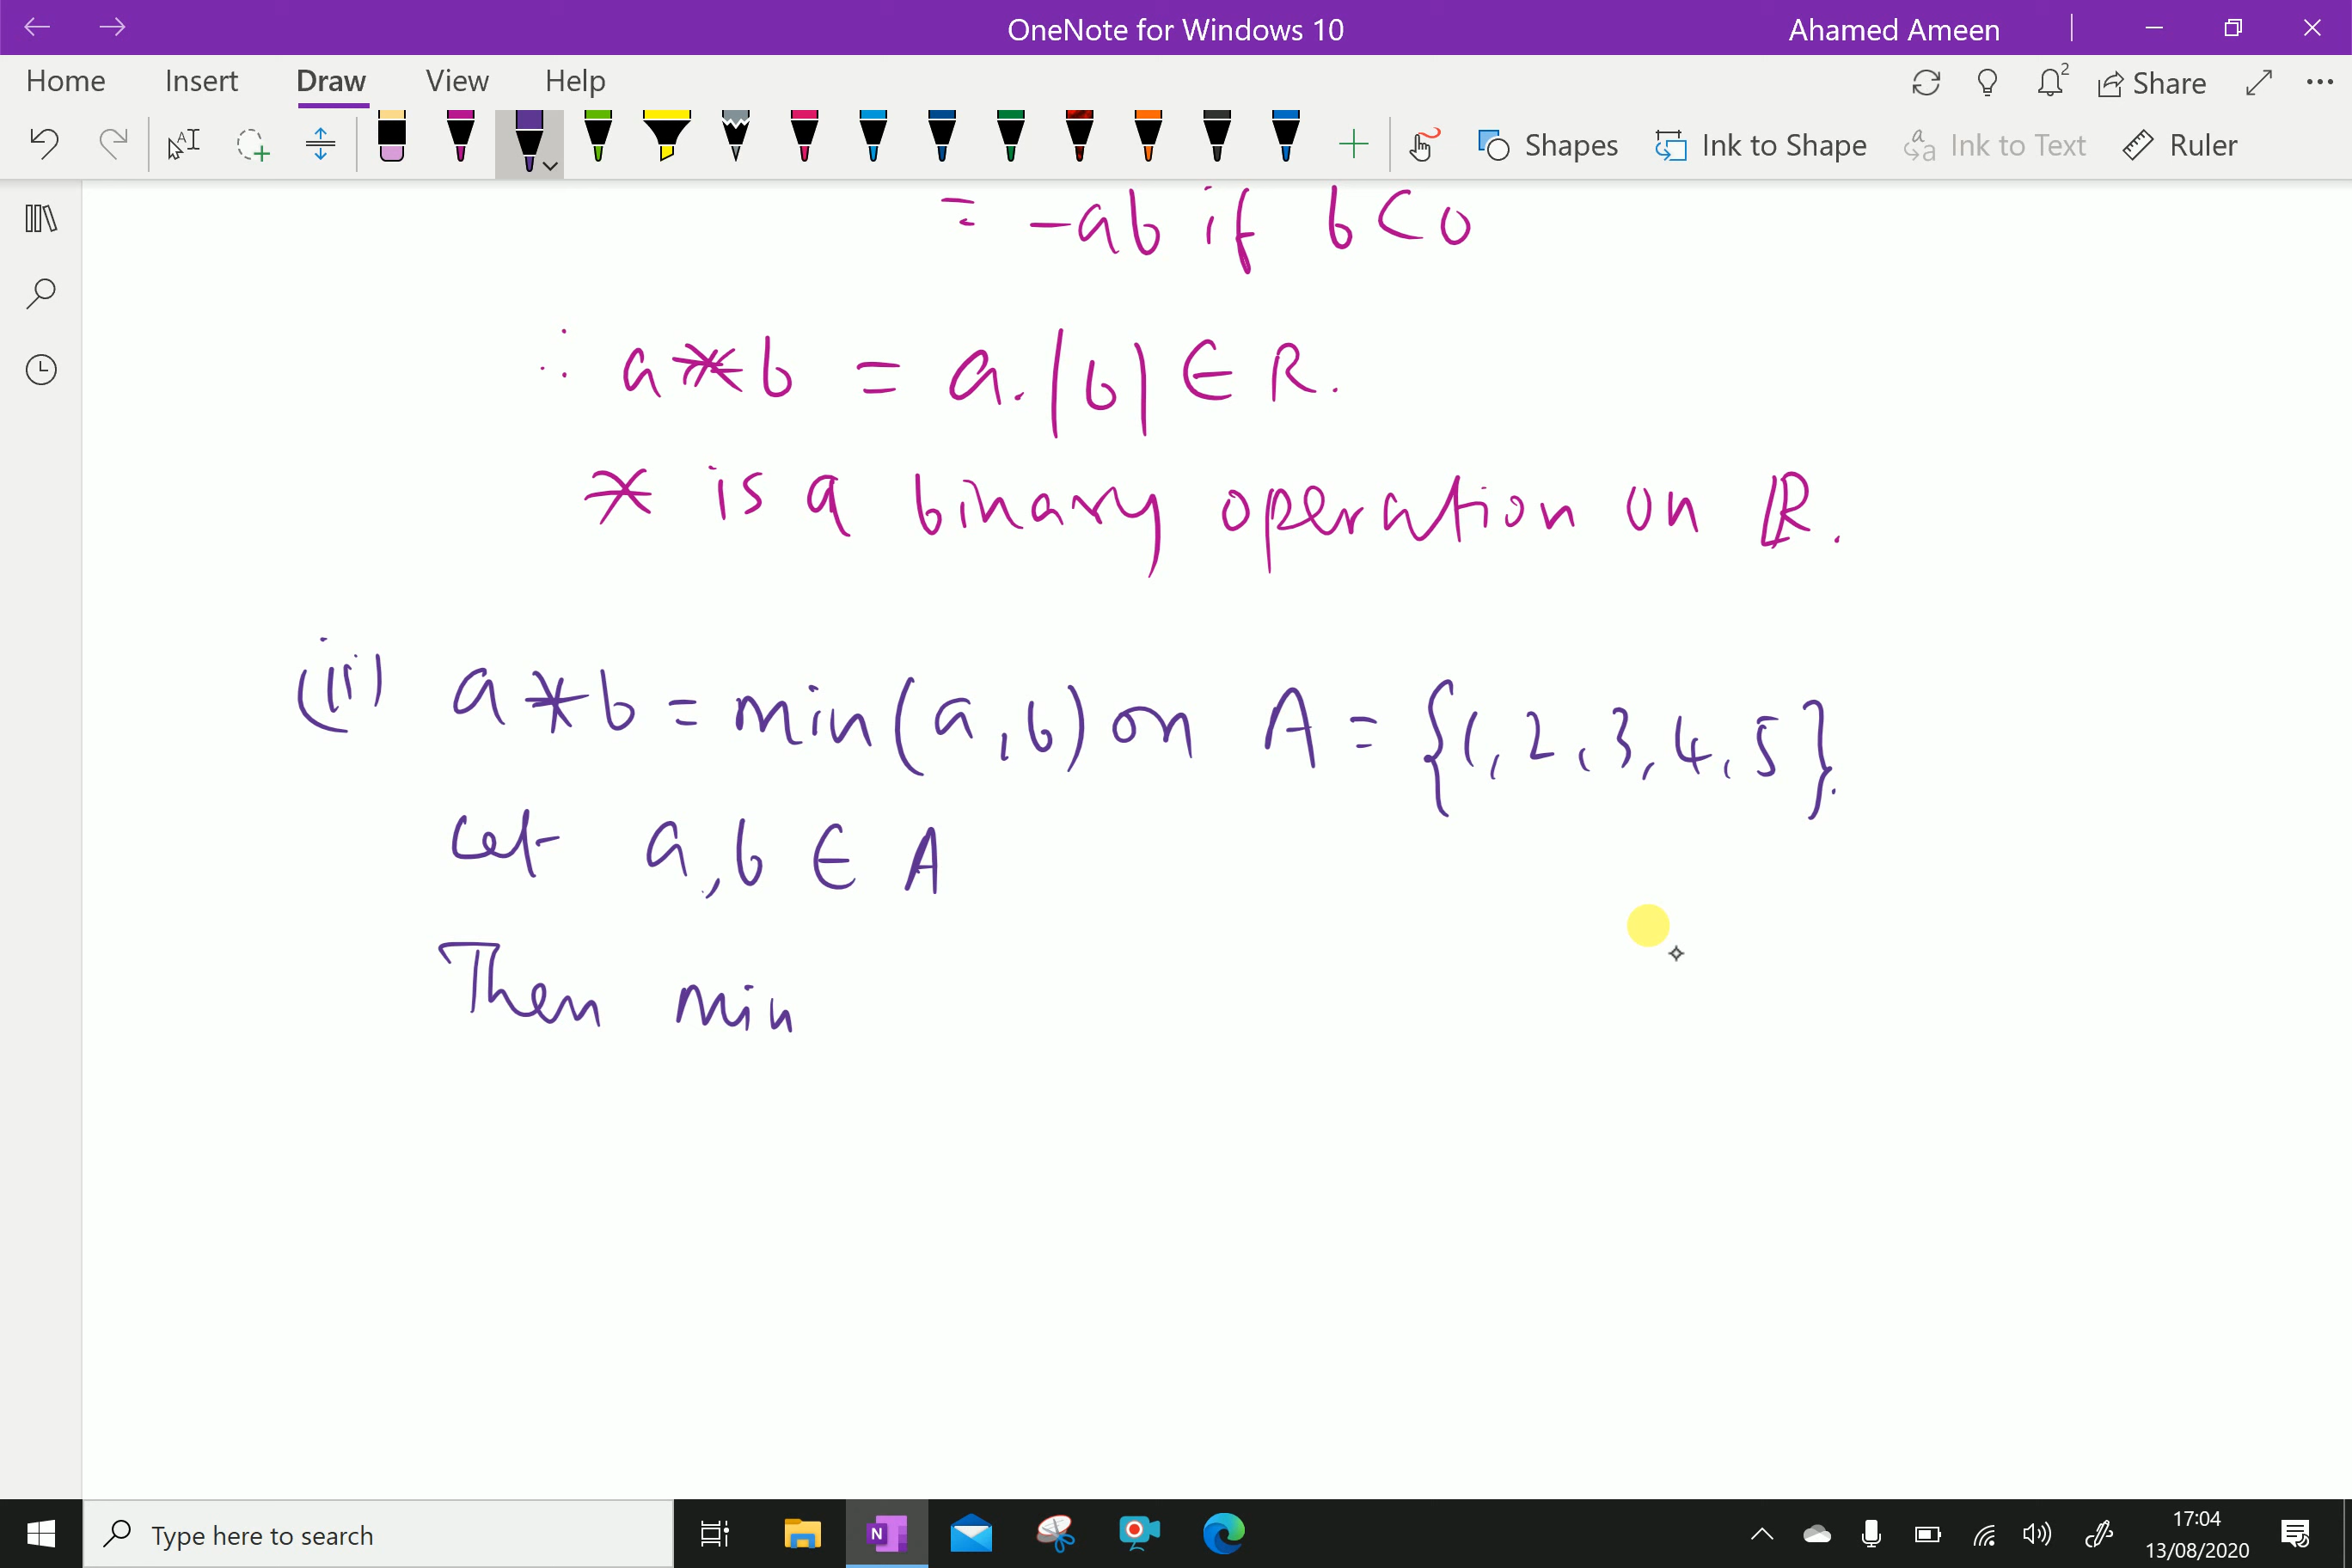 OneNote for Windows 10
Ahamed Ameen
Home Insert Draw View Help
2
Share
Shapes Ink to Shape Ink to Text Ruler
= -ab if b < 0
∴ a * b = a.|b| ∈ R.
* is a binary operation on ℝ.
(ii) a * b = min(a,b) on A = {1,2,3,4,5}.
Let a,b ∈ A
Then min
Type here to search
17:04
13/08/2020